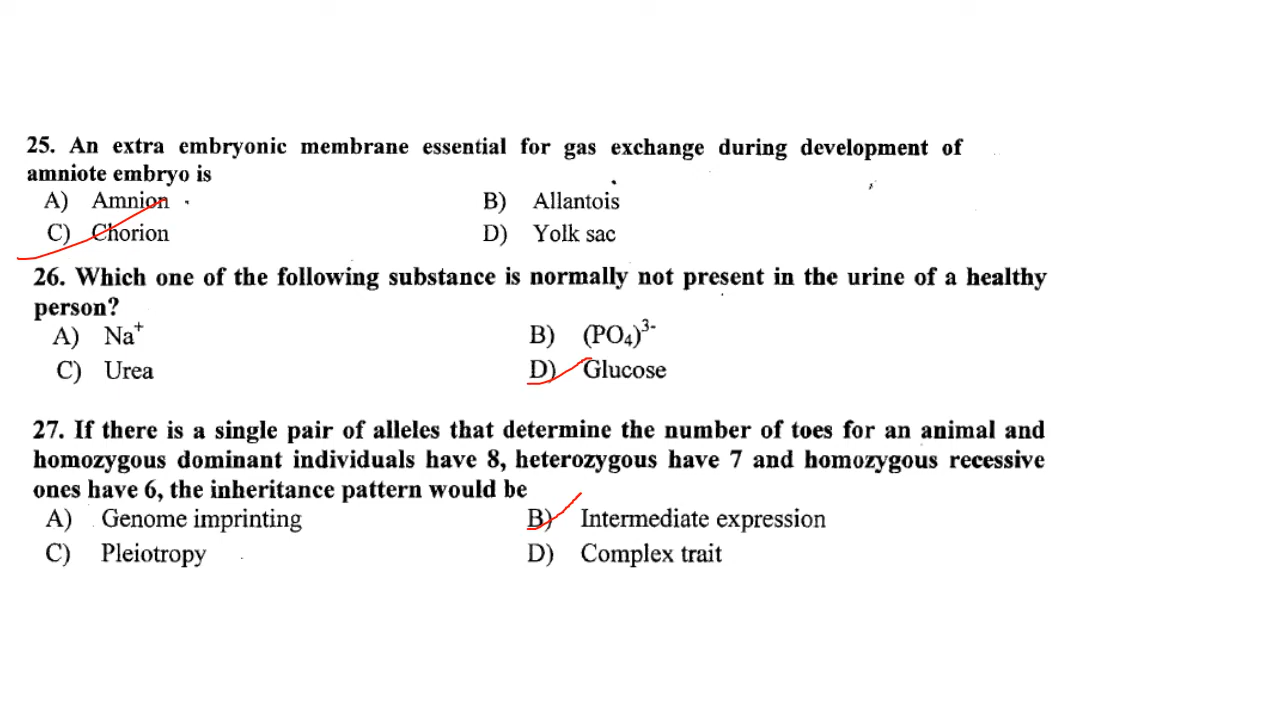 25. An extra embryonic membrane essential for gas exchange during development of
amniote embryo is
A) Amnion B) Allantois
C) Chorion D) Yolk sac
26. Which one of the following substance is normally not present in the urine of a healthy
person?
A) Na⁺ B) (PO₄)³⁻
C) Urea D) Glucose
27. If there is a single pair of alleles that determine the number of toes for an animal and
homozygous dominant individuals have 8, heterozygous have 7 and homozygous recessive
ones have 6, the inheritance pattern would be
A) Genome imprinting B) Intermediate expression
C) Pleiotropy D) Complex trait